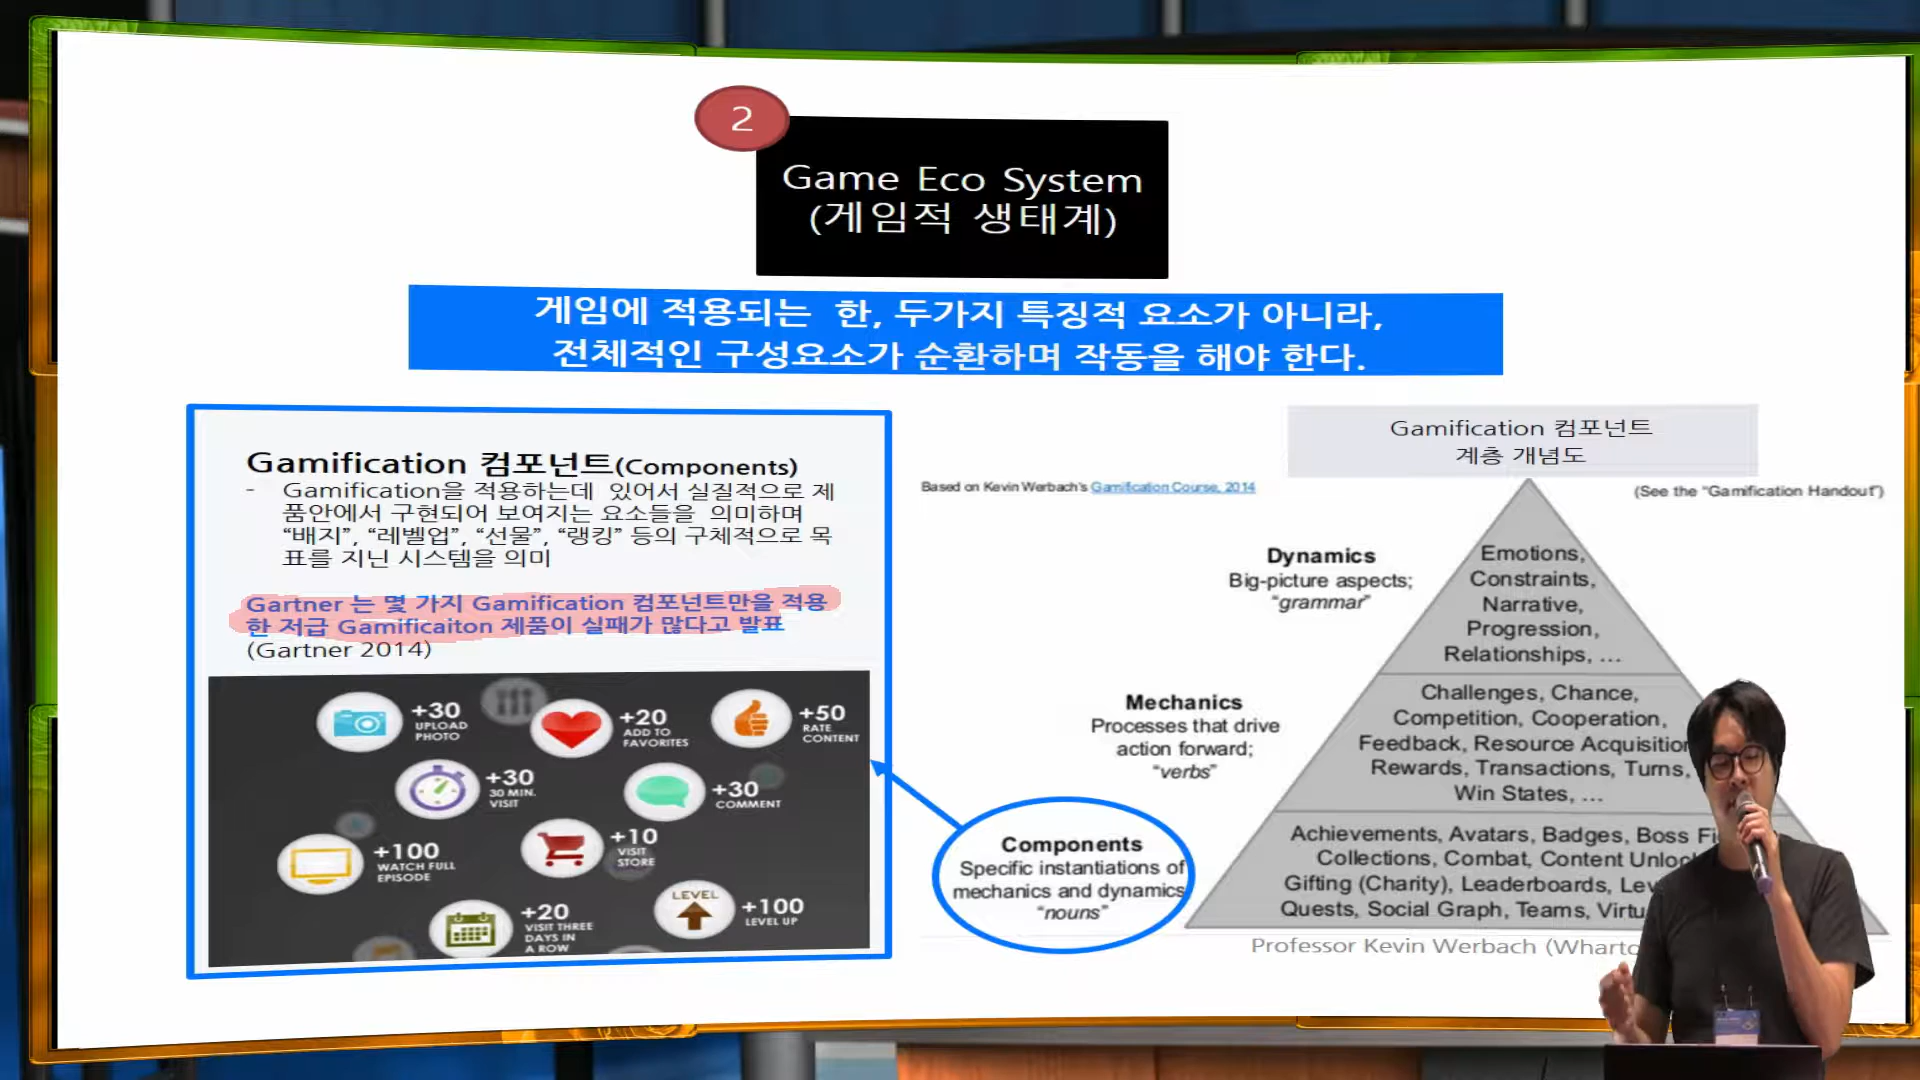 2
Game Eco System
(게임적 생태계)
게임에 적용되는 한, 두가지 특징적 요소가 아니라,
전체적인 구성요소가 순환하며 작동을 해야 한다.
Gamification 컴포넌트(Components)
- Gamification을 적용하는데 있어서 실질적으로 제
품안에서 구현되어 보여지는 요소들을 의미하며
“배지”, “레벨업”, “선물”, “랭킹” 등의 구체적으로 목
표를 지닌 시스템을 의미
Gartner 는 몇 가지 Gamification 컴포넌트만을 적용
한 저급 Gamificaiton 제품이 실패가 많다고 발표
(Gartner 2014)
+30
UPLOAD
PHOTO
+20
ADD TO
FAVORITES
+50
RATE
CONTENT
+30
30 MIN.
VISIT
+30
COMMENT
+100
WATCH FULL
EPISODE
+10
VISIT
STORE
+20
VISIT THREE
DAYS IN
A ROW
LEVEL
+100
LEVEL UP
Gamification 컴포넌트
계층 개념도
Based on Kevin Werbach's Gamification Course, 2014
(See the “Gamification Handout”)
Dynamics
Big-picture aspects;
“grammar”
Emotions,
Constraints,
Narrative,
Progression,
Relationships, ...
Mechanics
Processes that drive
action forward;
“verbs”
Challenges, Chance,
Competition, Cooperation,
Feedback, Resource
Rewards, Transactions, Turns,
Win States, ...
Components
Specific instantiations of
mechanics and dynamics
“nouns”
Achievements, Avatars, Badges, Boss
Collections, Combat, Content
Gifting (Charity), Leaderboards,
Quests, Social Graph, Teams,
Professor Kevin Werbach